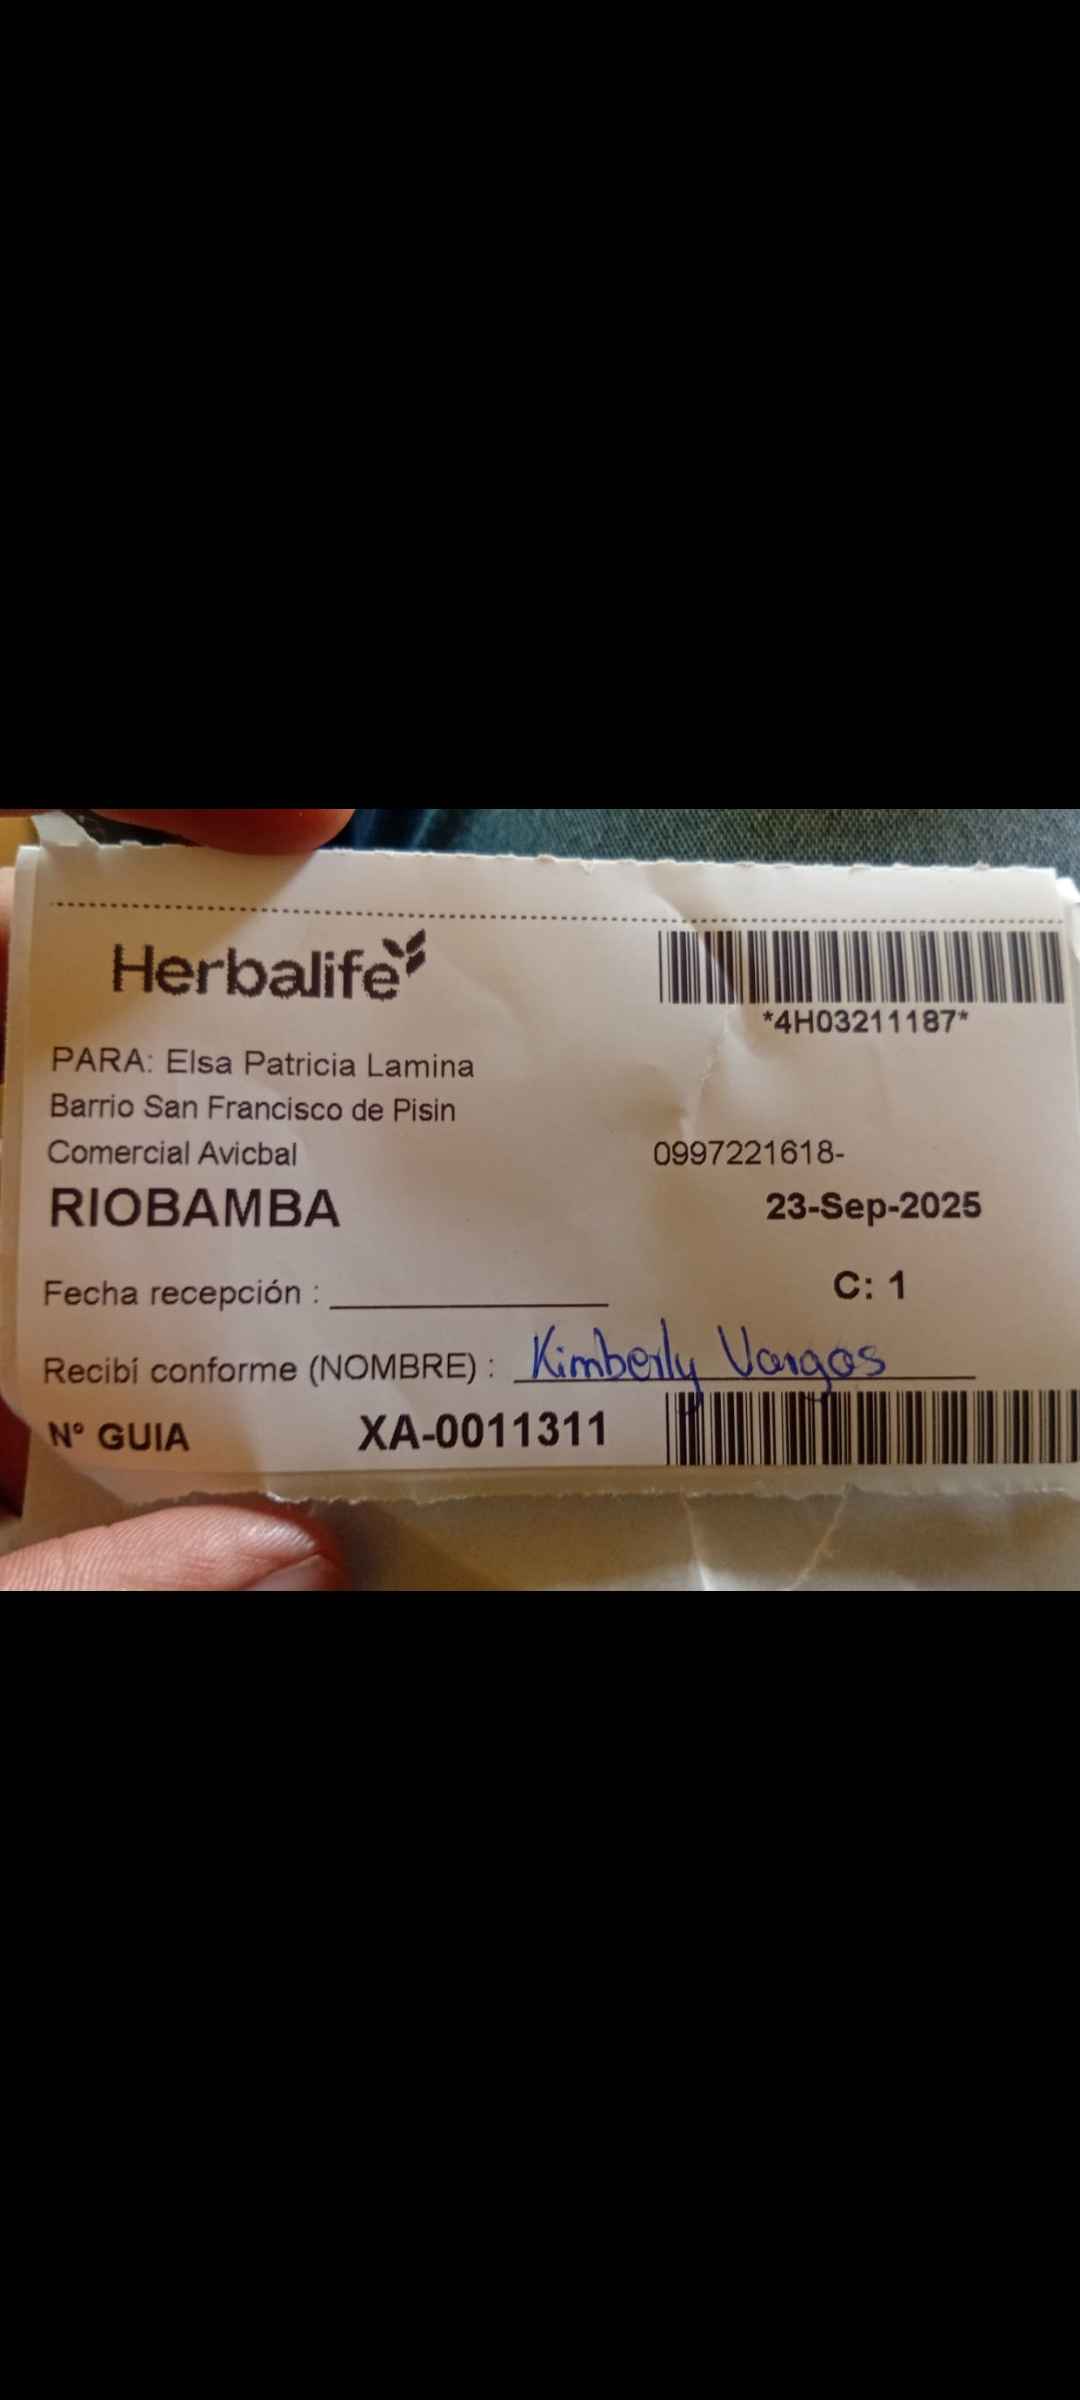 Herbalife
*4H03211187*
PARA: Elsa Patricia Lamina
Barrio San Francisco de Pisin
Comercial Avicbal 0997221618-
RIOBAMBA 23-Sep-2025
Fecha recepción : C: 1
Recibí conforme (NOMBRE) : Kimberly Vargas
N° GUIA XA-0011311